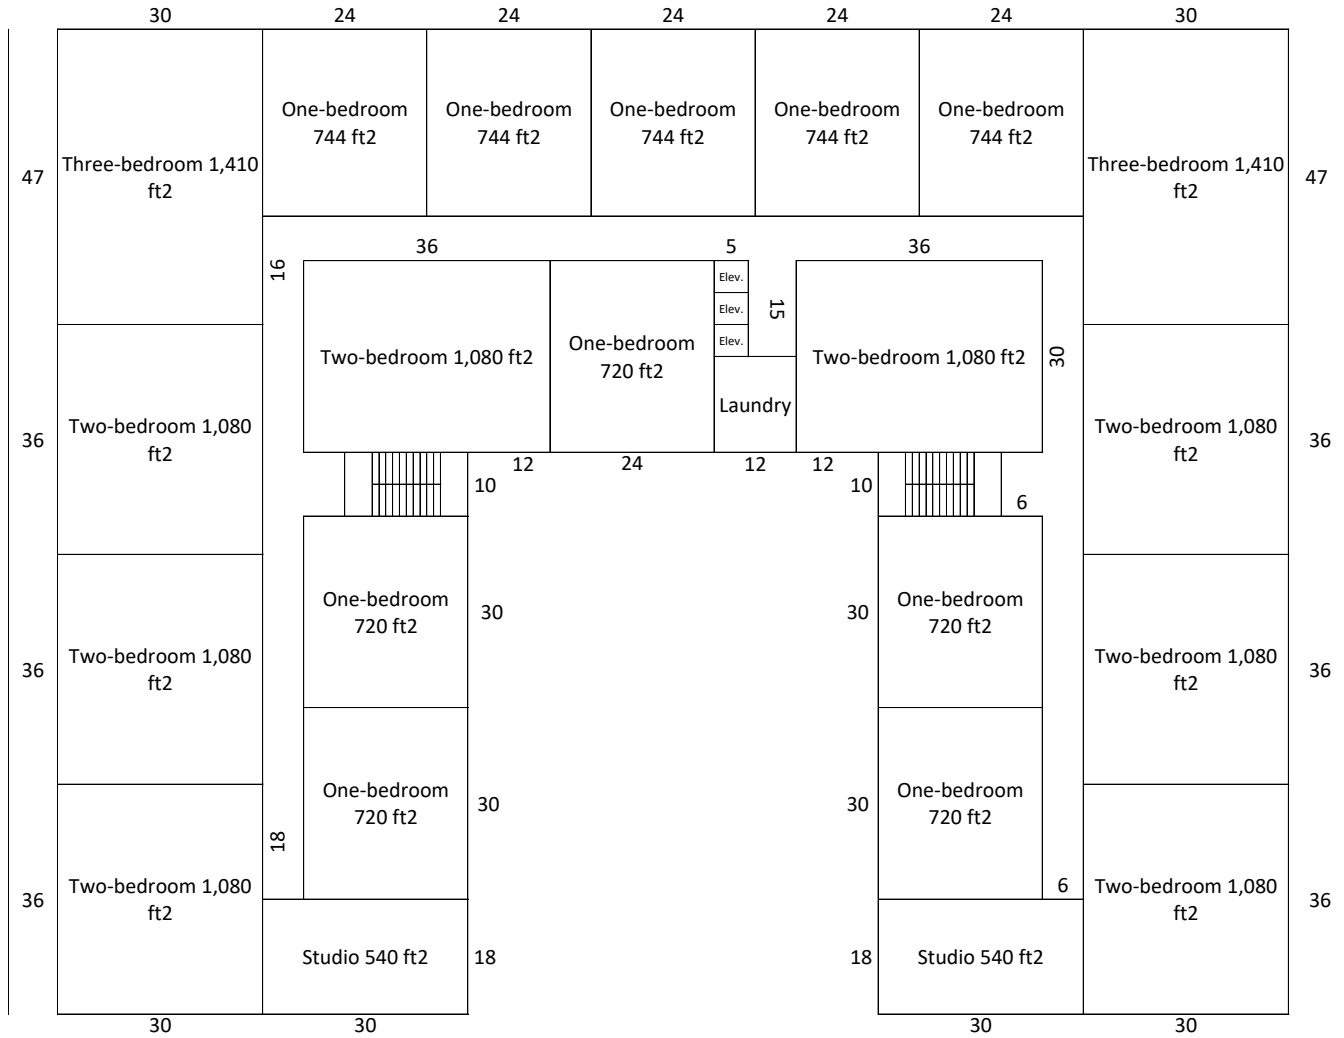 30
24
24
24
24
24
30
One-bedroom
744 ft2
One-bedroom
744 ft2
One-bedroom
744 ft2
One-bedroom
744 ft2
One-bedroom
744 ft2
47
Three-bedroom 1,410
ft2
Three-bedroom 1,410
ft2
47
36
5
36
16
Elev.
Elev.
Elev.
15
Two-bedroom 1,080 ft2
One-bedroom
720 ft2
Two-bedroom 1,080 ft2
30
Laundry
36
Two-bedroom 1,080
ft2
Two-bedroom 1,080
ft2
36
12
24
12
12
10
10
6
One-bedroom
720 ft2
30
30
One-bedroom
720 ft2
36
Two-bedroom 1,080
ft2
Two-bedroom 1,080
ft2
36
One-bedroom
720 ft2
30
30
One-bedroom
720 ft2
18
6
36
Two-bedroom 1,080
ft2
Two-bedroom 1,080
ft2
36
Studio 540 ft2
18
18
Studio 540 ft2
30
30
30
30